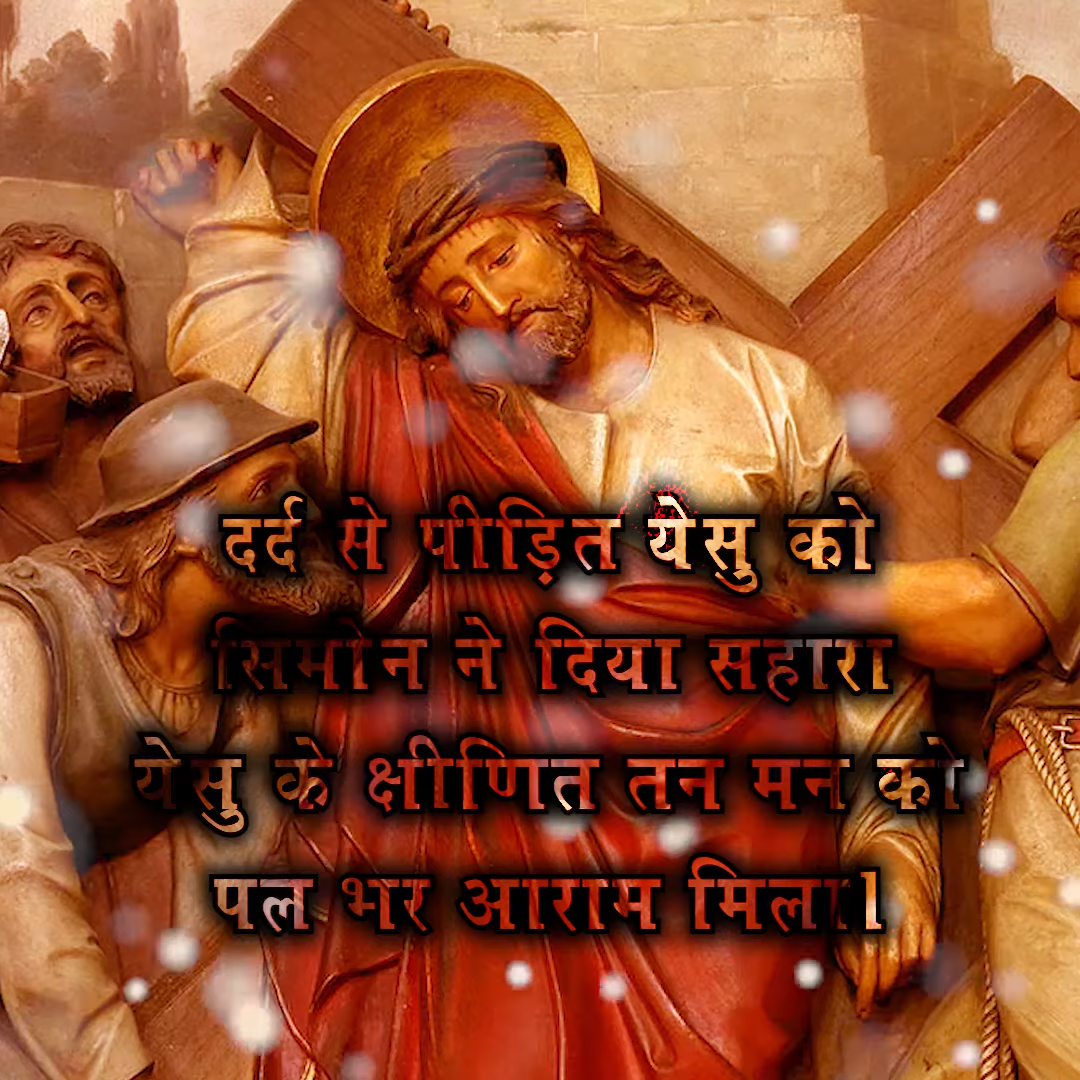 दर्द से पीड़ित येसु को
सिमोन ने दिया सहारा
येसु के क्षीणित तन मन को
पल भर आराम मिला।